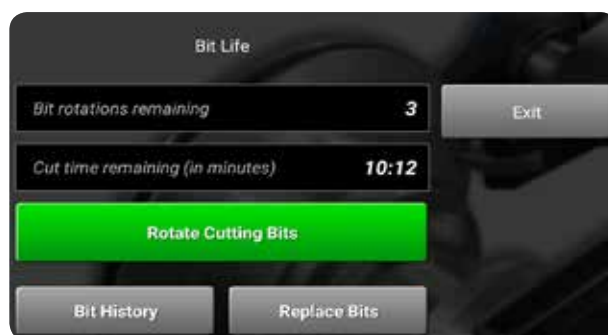 Bit Life
Bit rotations remaining 3
Exit
Cut time remaining (in minutes) 10:12
Rotate Cutting Bits
Bit History Replace Bits